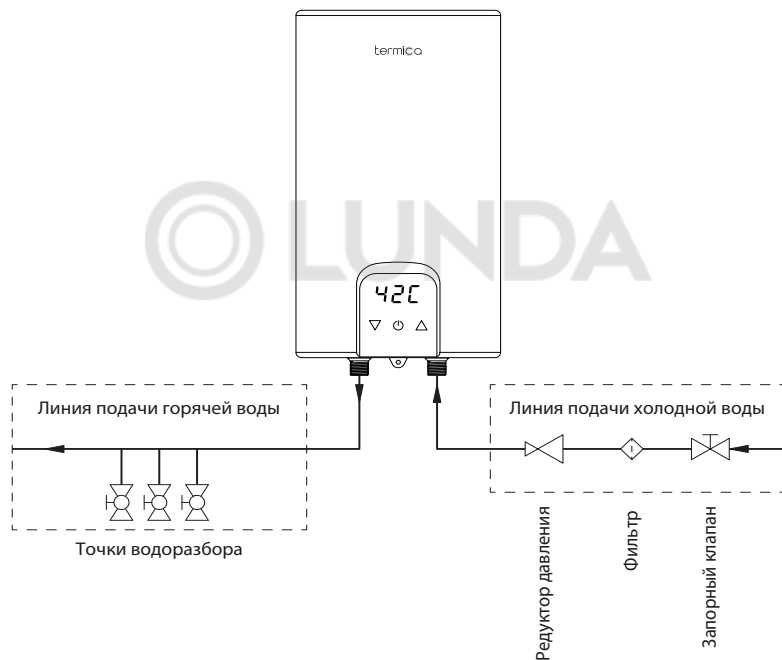 termica
LUNDA
42C
Линия подачи горячей воды
Линия подачи холодной воды
Точки водоразбора
Редуктор давления
Фильтр
Запорный клапан